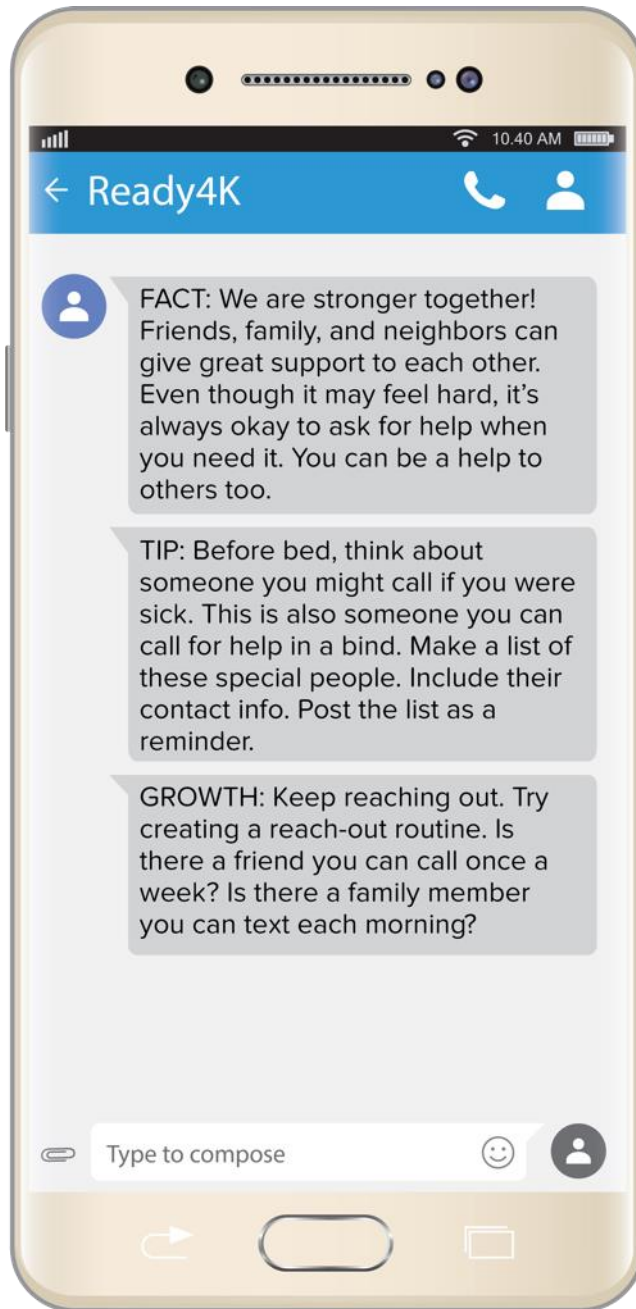 10.40 AM
Ready4K
FACT: We are stronger together!
Friends, family, and neighbors can
give great support to each other.
Even though it may feel hard, it’s
always okay to ask for help when
you need it. You can be a help to
others too.
TIP: Before bed, think about
someone you might call if you were
sick. This is also someone you can
call for help in a bind. Make a list of
these special people. Include their
contact info. Post the list as a
reminder.
GROWTH: Keep reaching out. Try
creating a reach-out routine. Is
there a friend you can call once a
week? Is there a family member
you can text each morning?
Type to compose